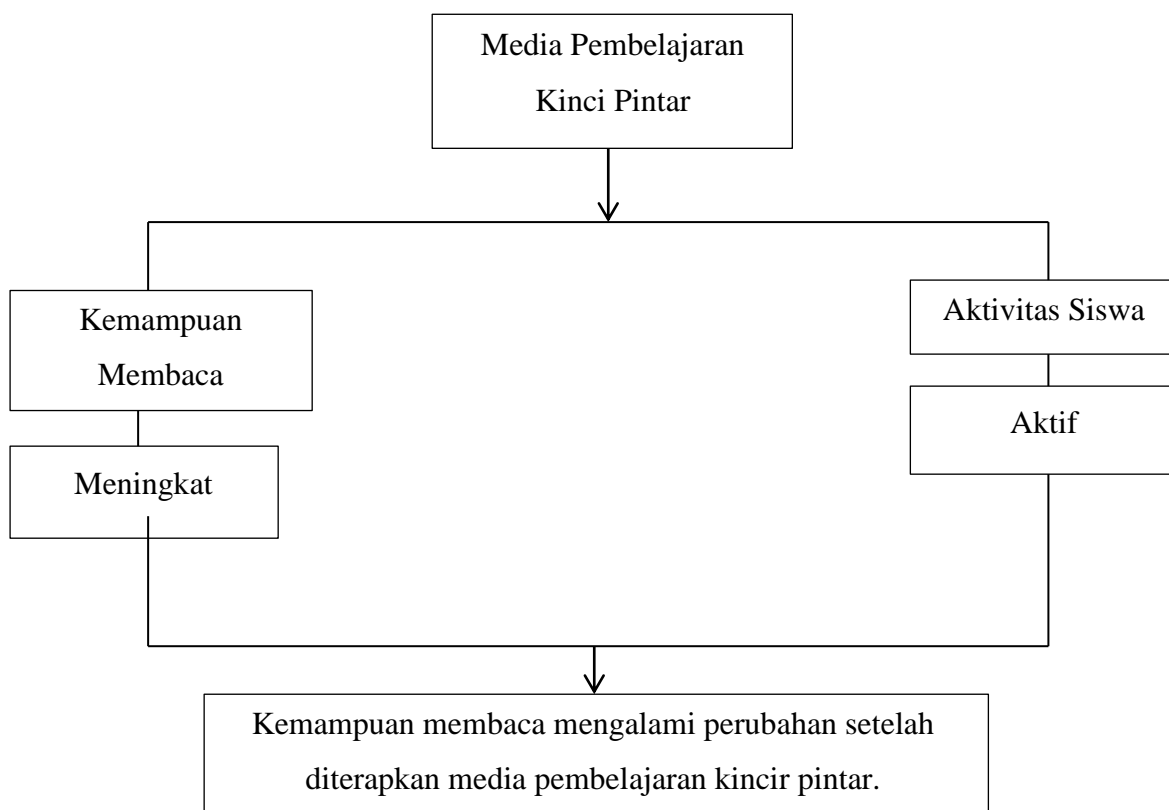 Media Pembelajaran
Kinci Pintar
Kemampuan
Membaca
Aktivitas Siswa
Meningkat
Aktif
Kemampuan membaca mengalami perubahan setelah
diterapkan media pembelajaran kincir pintar.